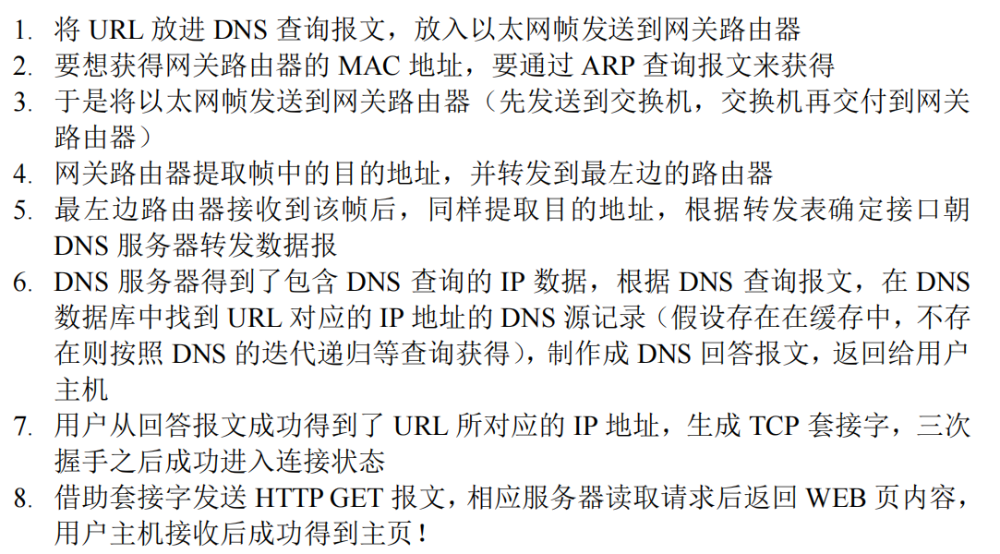 1. 将 URL 放进 DNS 查询报文，放入以太网帧发送到网关路由器
2. 要想获得网关路由器的 MAC 地址，要通过 ARP 查询报文来获得
3. 于是将以太网帧发送到网关路由器（先发送到交换机，交换机再交付到网关
路由器）
4. 网关路由器提取帧中的目的地址，并转发到最左边的路由器
5. 最左边路由器接收到该帧后，同样提取目的地址，根据转发表确定接口朝
DNS 服务器转发数据报
6. DNS 服务器得到了包含 DNS 查询的 IP 数据，根据 DNS 查询报文，在 DNS
数据库中找到 URL 对应的 IP 地址的 DNS 源记录（假设存在在缓存中，不存
在则按照 DNS 的迭代递归等查询获得），制作成 DNS 回答报文，返回给用户
主机
7. 用户从回答报文成功得到了 URL 所对应的 IP 地址，生成 TCP 套接字，三次
握手之后成功进入连接状态
8. 借助套接字发送 HTTP GET 报文，相应服务器读取请求后返回 WEB 页内容，
用户主机接收后成功得到主页！